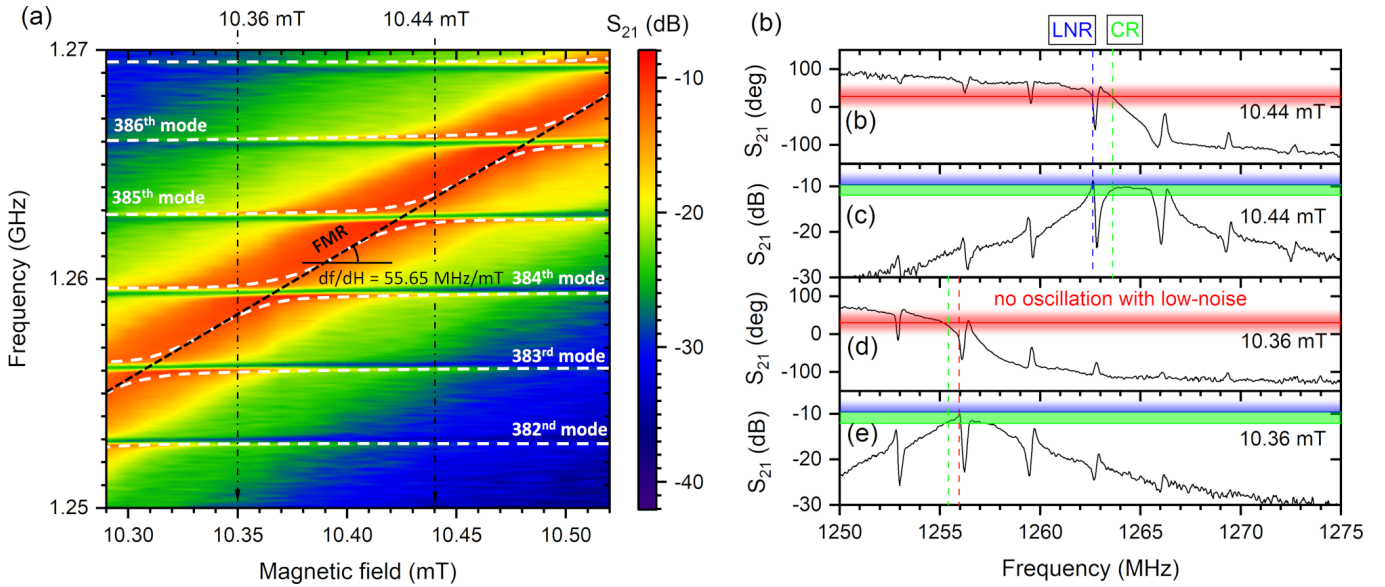 (a)
10.36 mT
10.44 mT
S21 (dB)
1.27
1.26
1.25
Frequency (GHz)
386th mode
385th mode
384th mode
383rd mode
382nd mode
FMR
df/dH = 55.65 MHz/mT
10.30
10.35
10.40
10.45
10.50
Magnetic field (mT)
-10
-20
-30
-40
(b)
LNR
CR
S21 (deg)
100
0
-100
(b)
10.44 mT
S21 (dB)
-10
-20
-30
(c)
10.44 mT
S21 (deg)
100
0
-100
no oscillation with low-noise
(d)
10.36 mT
S21 (dB)
-10
-20
-30
(e)
10.36 mT
1250
1255
1260
1265
1270
1275
Frequency (MHz)